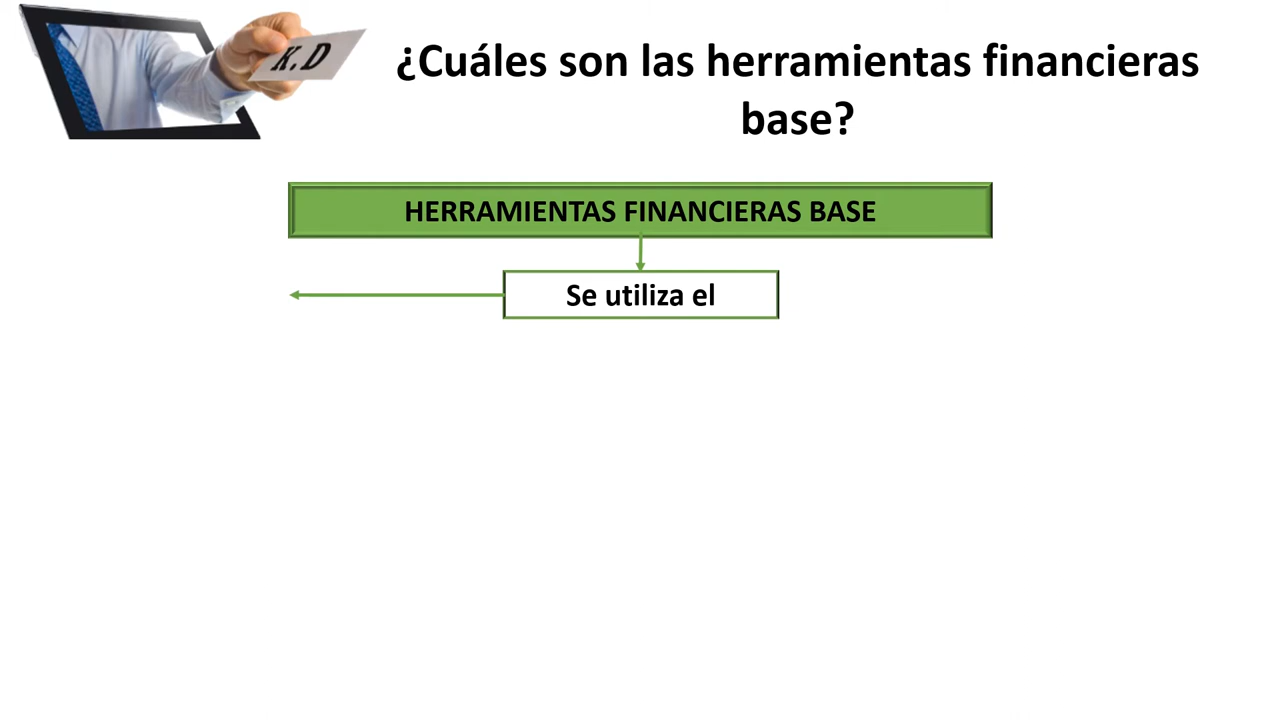 K.D
¿Cuáles son las herramientas financieras
base?
HERRAMIENTAS FINANCIERAS BASE
Se utiliza el